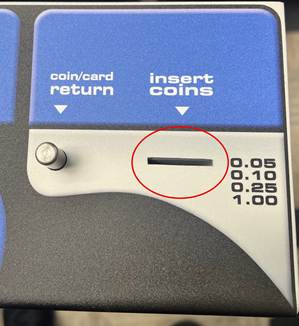 coin/card
return
insert
coins
0.05
0.10
0.25
1.00